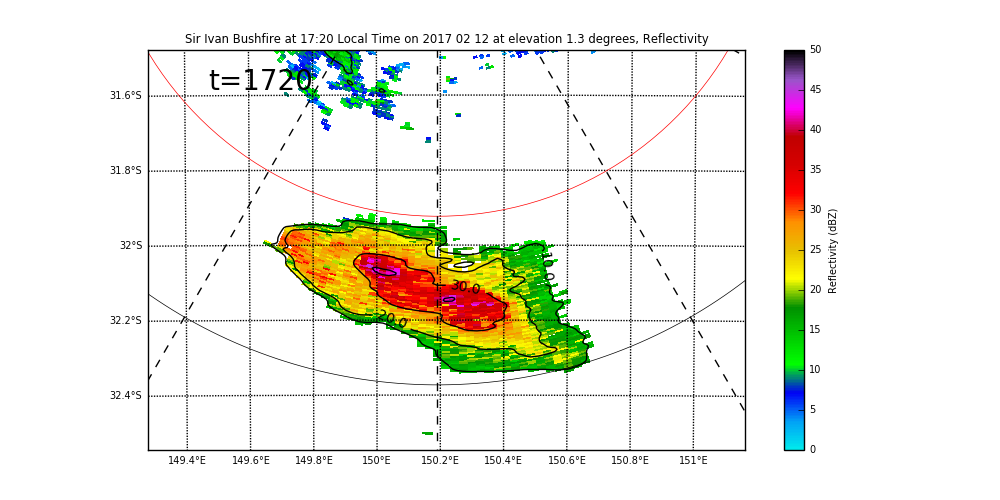 Sir Ivan Bushfire at 17:20 Local Time on 2017 02 12 at elevation 1.3 degrees, Reflectivity
t=1720
31.6°S
31.8°S
32°S
32.2°S
32.4°S
149.4°E 149.6°E 149.8°E 150°E 150.2°E 150.4°E 150.6°E 150.8°E 151°E
30.0
20.0
50
45
40
35
30
25
20
15
10
5
0
Reflectivity (dBZ)